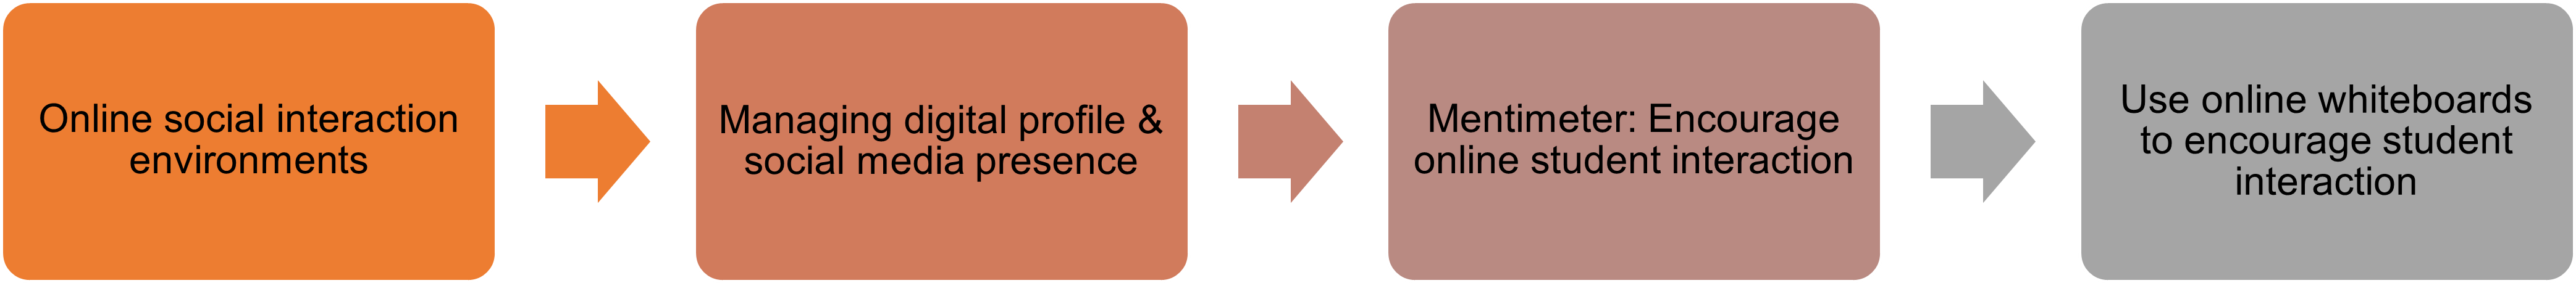 Online social interaction
environments
Managing digital profile &
social media presence
Mentimeter: Encourage
online student interaction
Use online whiteboards
to encourage student
interaction